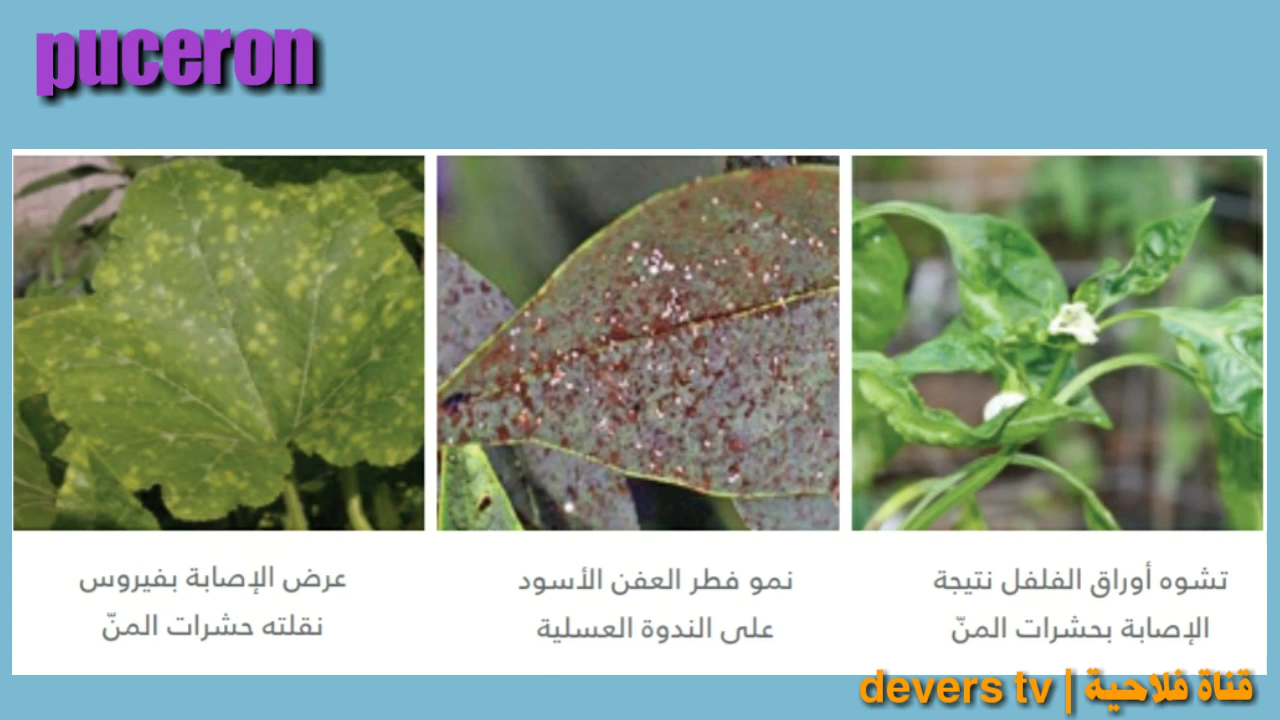 puceron
تشوه أوراق الفلفل نتيجة
الإصابة بحشرات المنّ
نمو فطر العفن الأسود
على الندوة العسلية
عرض الإصابة بفيروس
نقلته حشرات المنّ
قناة فلاحية | devers tv